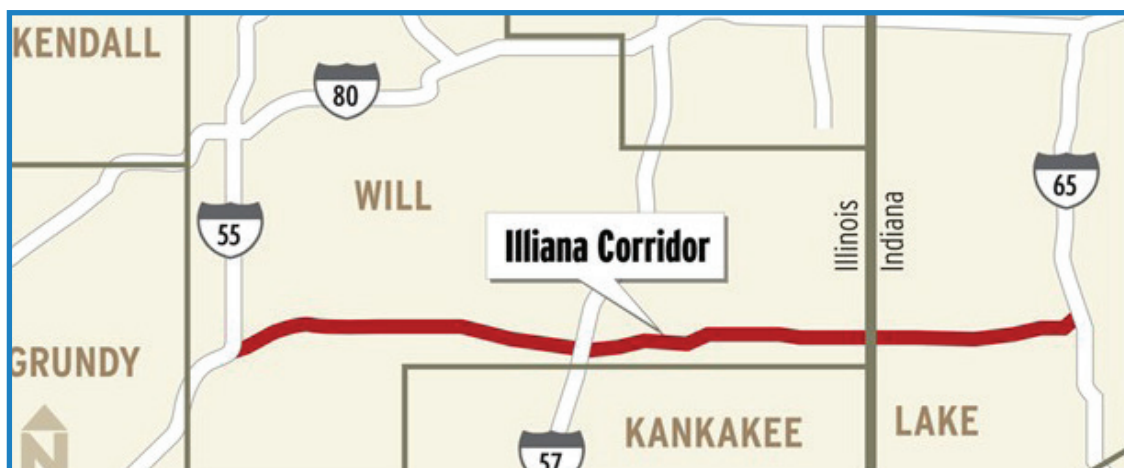 KENDALL
80
WILL
55
Illiana Corridor
Illinois
Indiana
65
GRUNDY
N
KANKAKEE
LAKE
57